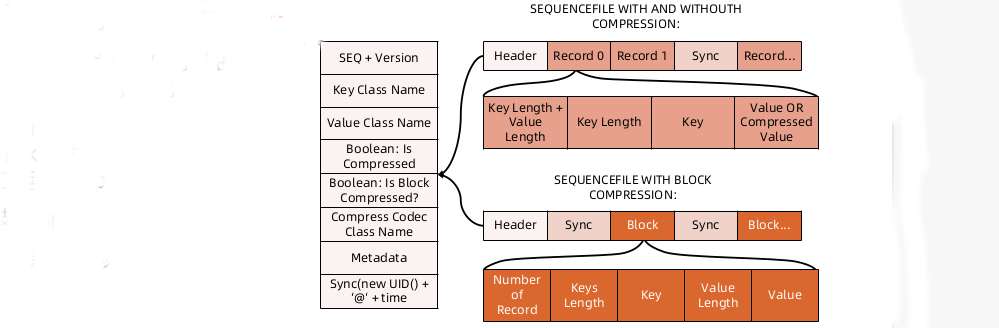 SEQUENCEFILE WITH AND WITHOUTH
COMPRESSION:
SEQ + Version
Key Class Name
Value Class Name
Boolean: Is
Compressed
Boolean: Is Block
Compressed?
Compress Codec
Class Name
Metadata
Sync(new UID() +
‘@’ + time
Header
Record 0
Record 1
Sync
Record...
Key Length +
Value
Length
Key Length
Key
Value OR
Compressed
Value
SEQUENCEFILE WITH BLOCK
COMPRESSION:
Header
Sync
Block
Sync
Block...
Number
of
Record
Keys
Length
Key
Value
Length
Value